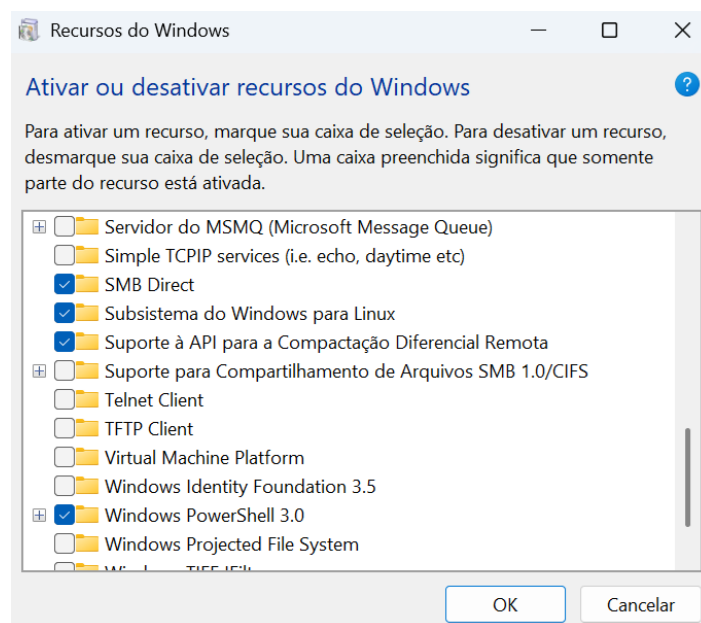 Recursos do Windows
Ativar ou desativar recursos do Windows
?
Para ativar um recurso, marque sua caixa de seleção. Para desativar um recurso,
desmarque sua caixa de seleção. Uma caixa preenchida significa que somente
parte do recurso está ativada.
Servidor do MSMQ (Microsoft Message Queue)
Simple TCPIP services (i.e. echo, daytime etc)
SMB Direct
Subsistema do Windows para Linux
Suporte à API para a Compactação Diferencial Remota
Suporte para Compartilhamento de Arquivos SMB 1.0/CIFS
Telnet Client
TFTP Client
Virtual Machine Platform
Windows Identity Foundation 3.5
Windows PowerShell 3.0
Windows Projected File System
OK
Cancelar